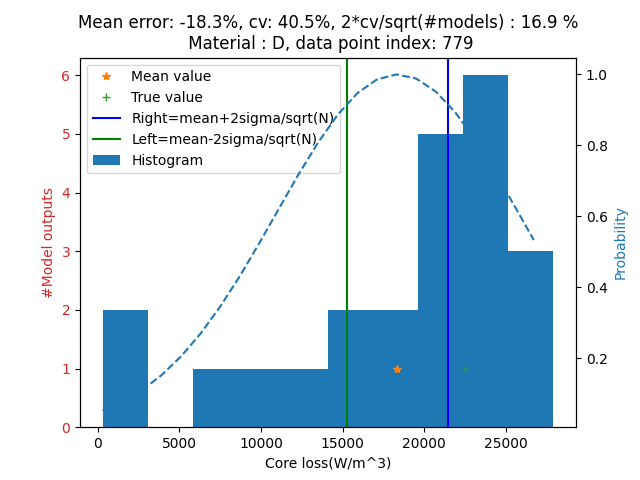 Mean error: -18.3%, cv: 40.5%, 2*cv/sqrt(#models) : 16.9 %
Material : D, data point index: 779
Mean value
True value
Right=mean+2sigma/sqrt(N)
Left=mean-2sigma/sqrt(N)
Histogram
6
5
4
3
2
1
0
#Model outputs
1.0
0.8
0.6
0.4
0.2
Probability
0
5000
10000
15000
20000
25000
Core loss(W/m^3)